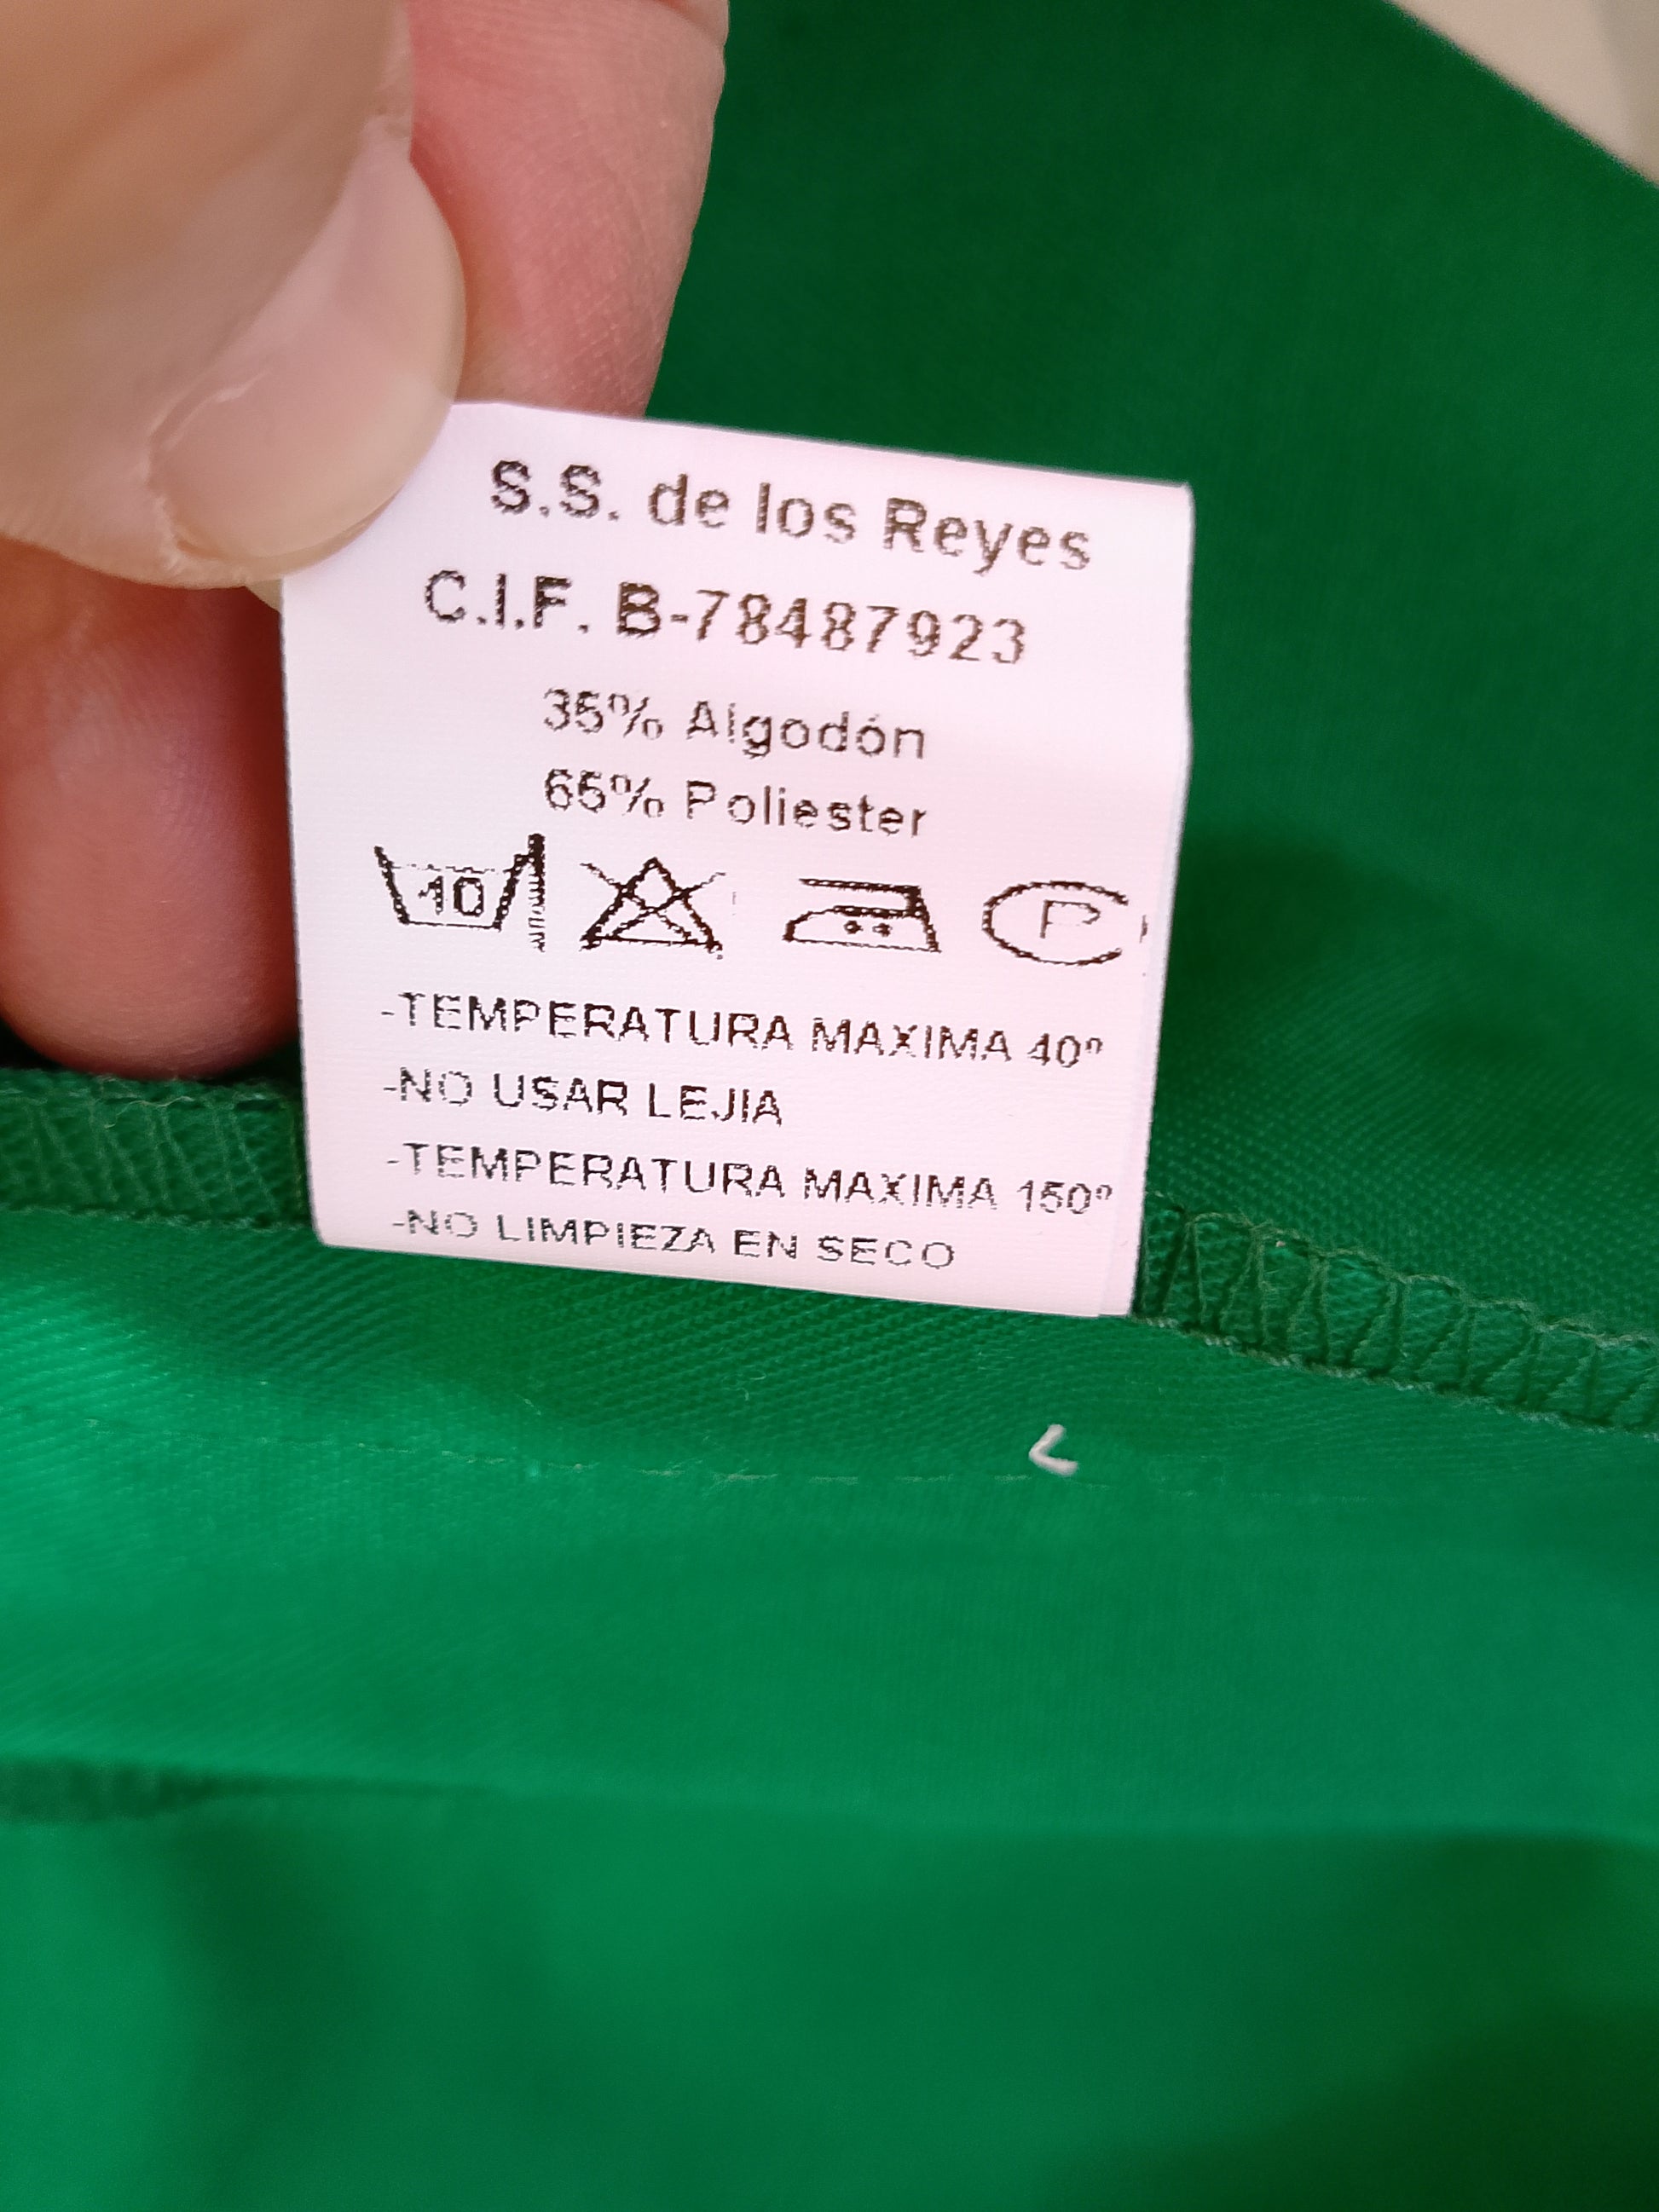 S.S. de los Reyes
C.I.F. B-78487923
35% Algodón
65% Poliester
40 P
-TEMPERATURA MAXIMA 40º
-NO USAR LEJIA
-TEMPERATURA MAXIMA 150º
-NO LIMPIEZA EN SECO